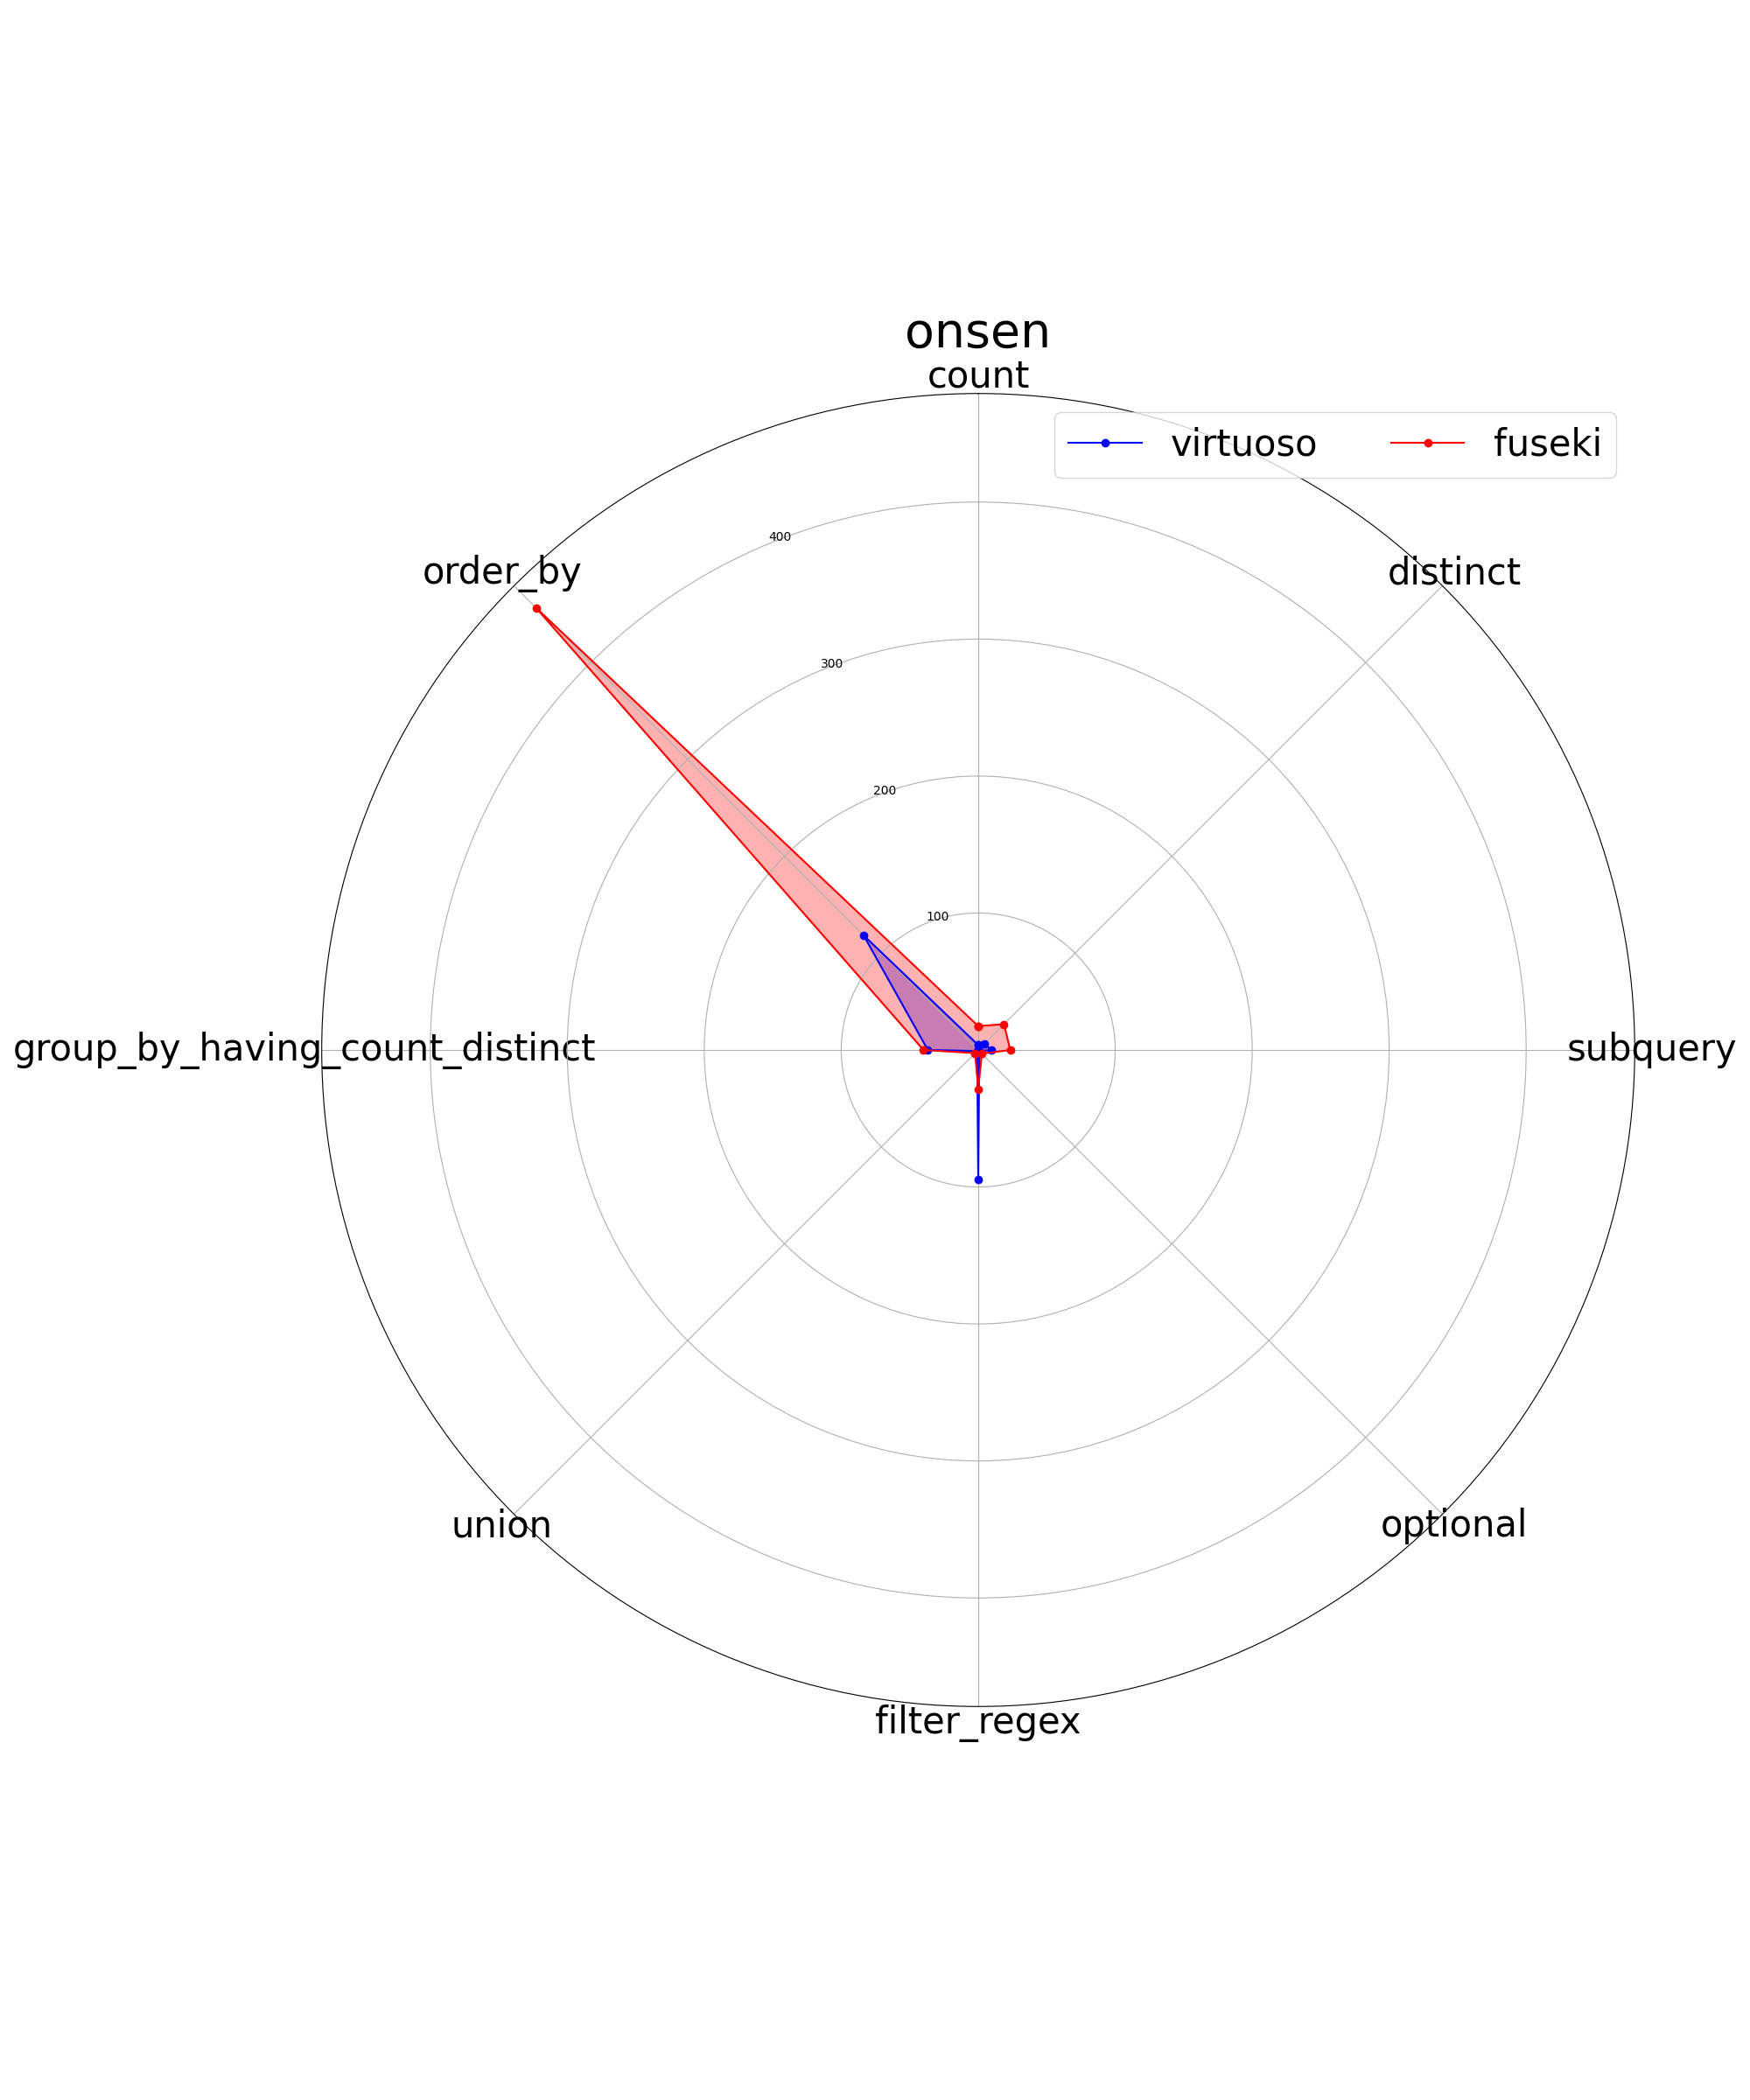 onsen
count
virtuoso fuseki
400
order_by distinct
300
200
100
group_by_having_count_distinct subquery
union optional
filter_regex